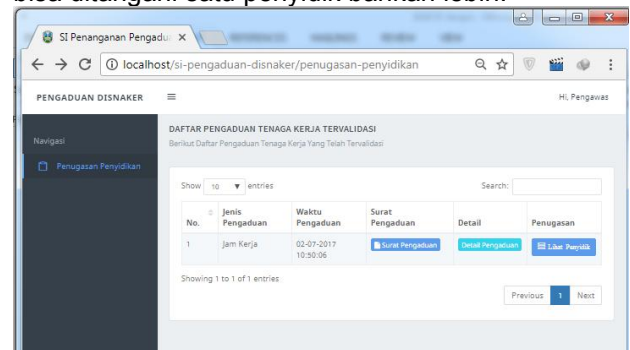 bisa ditangani satu penyidik bahkan lebih.
SI Penanganan Pengadu
localhost/si-pengaduan-disnaker/penugasan-penyidikan
PENGADUAN DISNAKER
Hi, Pengawas
Navigasi
Penugasan Penyidikan
DAFTAR PENGADUAN TENAGA KERJA TERVALIDASI
Berikut Daftar Pengaduan Tenaga Kerja Yang Telah Tervalidasi
Show 10 entries
Search:
No. Jenis Pengaduan Waktu Pengaduan Surat Pengaduan Detail Penugasan
1 Jam Kerja 02-07-2017 10:50:06 Surat Pengaduan Detail Pengaduan Lihat Penyidik
Showing 1 to 1 of 1 entries
Previous 1 Next